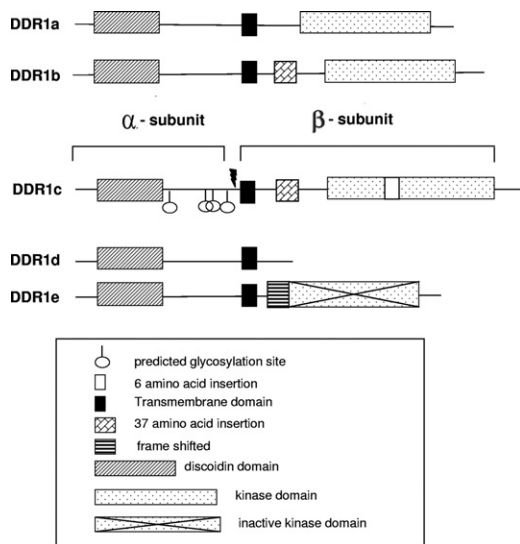 DDR1a
DDR1b
α - subunit β - subunit
DDR1c
DDR1d
DDR1e
predicted glycosylation site
6 amino acid insertion
Transmembrane domain
37 amino acid insertion
frame shifted
discoidin domain
kinase domain
inactive kinase domain